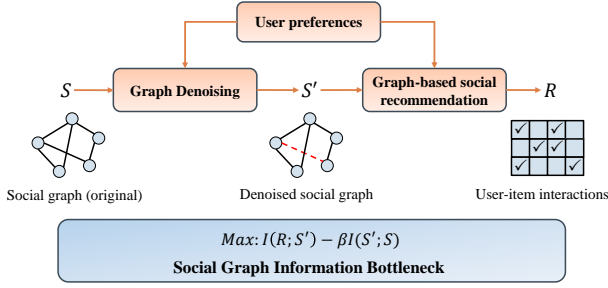 User preferences
S
Graph Denoising
S′
Graph-based social
recommendation
R
Social graph (original)
Denoised social graph
User-item interactions
Max: I(R; S′) − βI(S′; S)
Social Graph Information Bottleneck